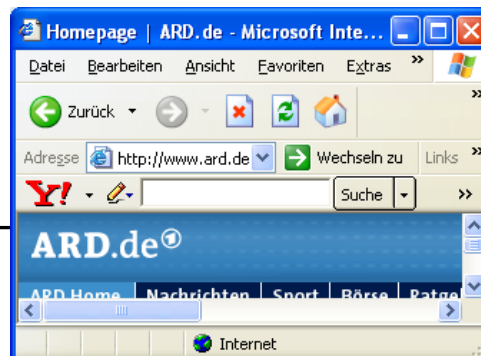 Homepage | ARD.de - Microsoft Inte...
Datei Bearbeiten Ansicht Favoriten Extras »
Zurück »
Adresse http://www.ard.de Wechseln zu Links »
Y! Suche »
ARD.de
ARD Home Nachrichten Sport Börse Ratge
Internet